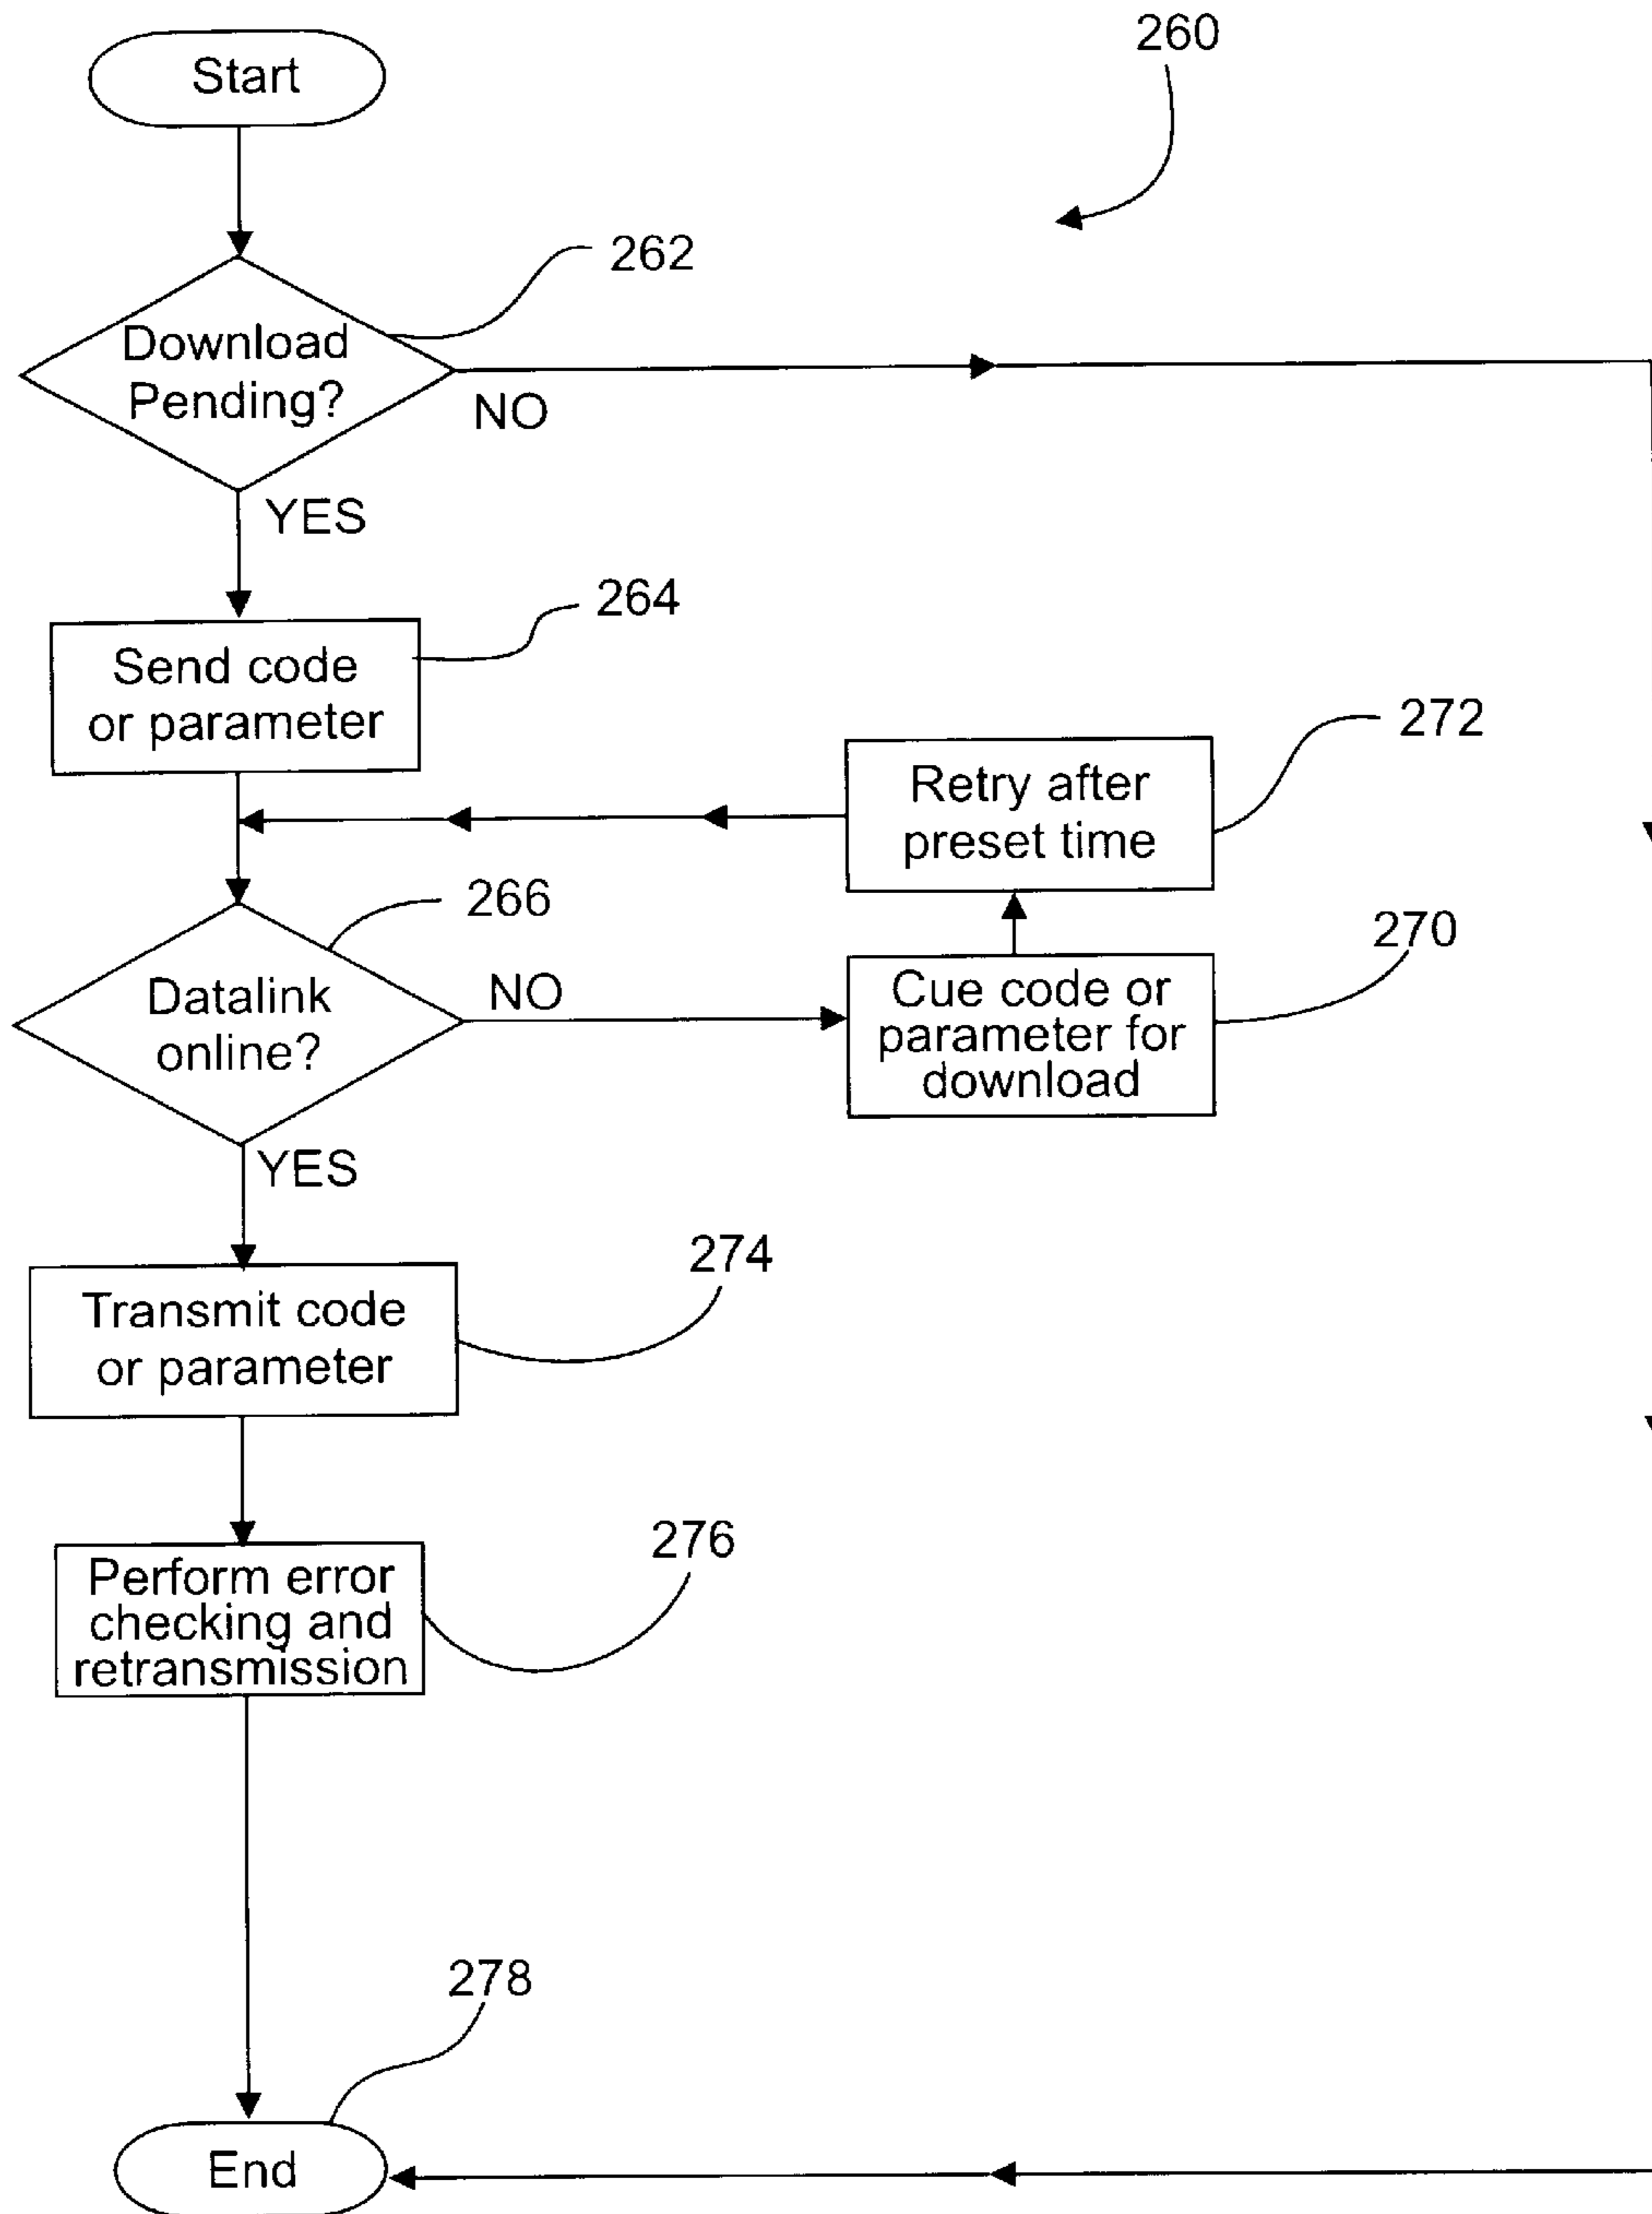 Start
260
262
Download
Pending?
NO
YES
264
Send code
or parameter
272
Retry after
preset time
266
270
Datalink
online?
NO
Cue code or
parameter for
download
YES
274
Transmit code
or parameter
276
Perform error
checking and
retransmission
278
End